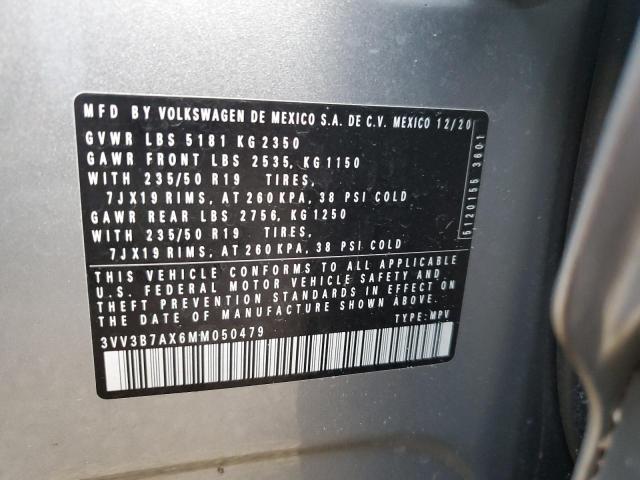 MFD BY VOLKSWAGEN DE MEXICO S.A. DE C.V. MEXICO 12/20
GVWR LBS 5181 KG 2350
GAWR FRONT LBS 2535, KG 1150
WITH 235/50 R19 TIRES,
7JX19 RIMS, AT 260 KPA, 38 PSI COLD
GAWR REAR LBS 2756, KG 1250
WITH 235/50 R19 TIRES,
7JX19 RIMS, AT 260 KPA, 38 PSI COLD
5120155 3601
THIS VEHICLE CONFORMS TO ALL APPLICABLE
U.S. FEDERAL MOTOR VEHICLE SAFETY AND
THEFT PREVENTION STANDARDS IN EFFECT ON
THE DATE OF MANUFACTURE SHOWN ABOVE.
3VV3B7AX6MM050479 TYPE: MPV